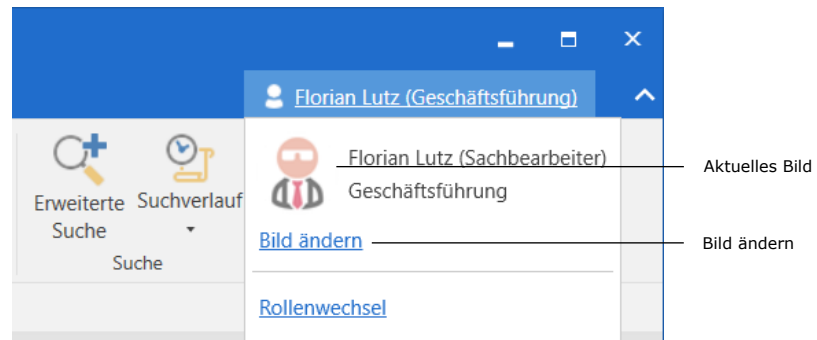 Florian Lutz (Geschäftsführung)
Florian Lutz (Sachbearbeiter)
Geschäftsführung
Aktuelles Bild
Erweiterte
Suche
Suchverlauf
Suche
Bild ändern
Bild ändern
Rollenwechsel